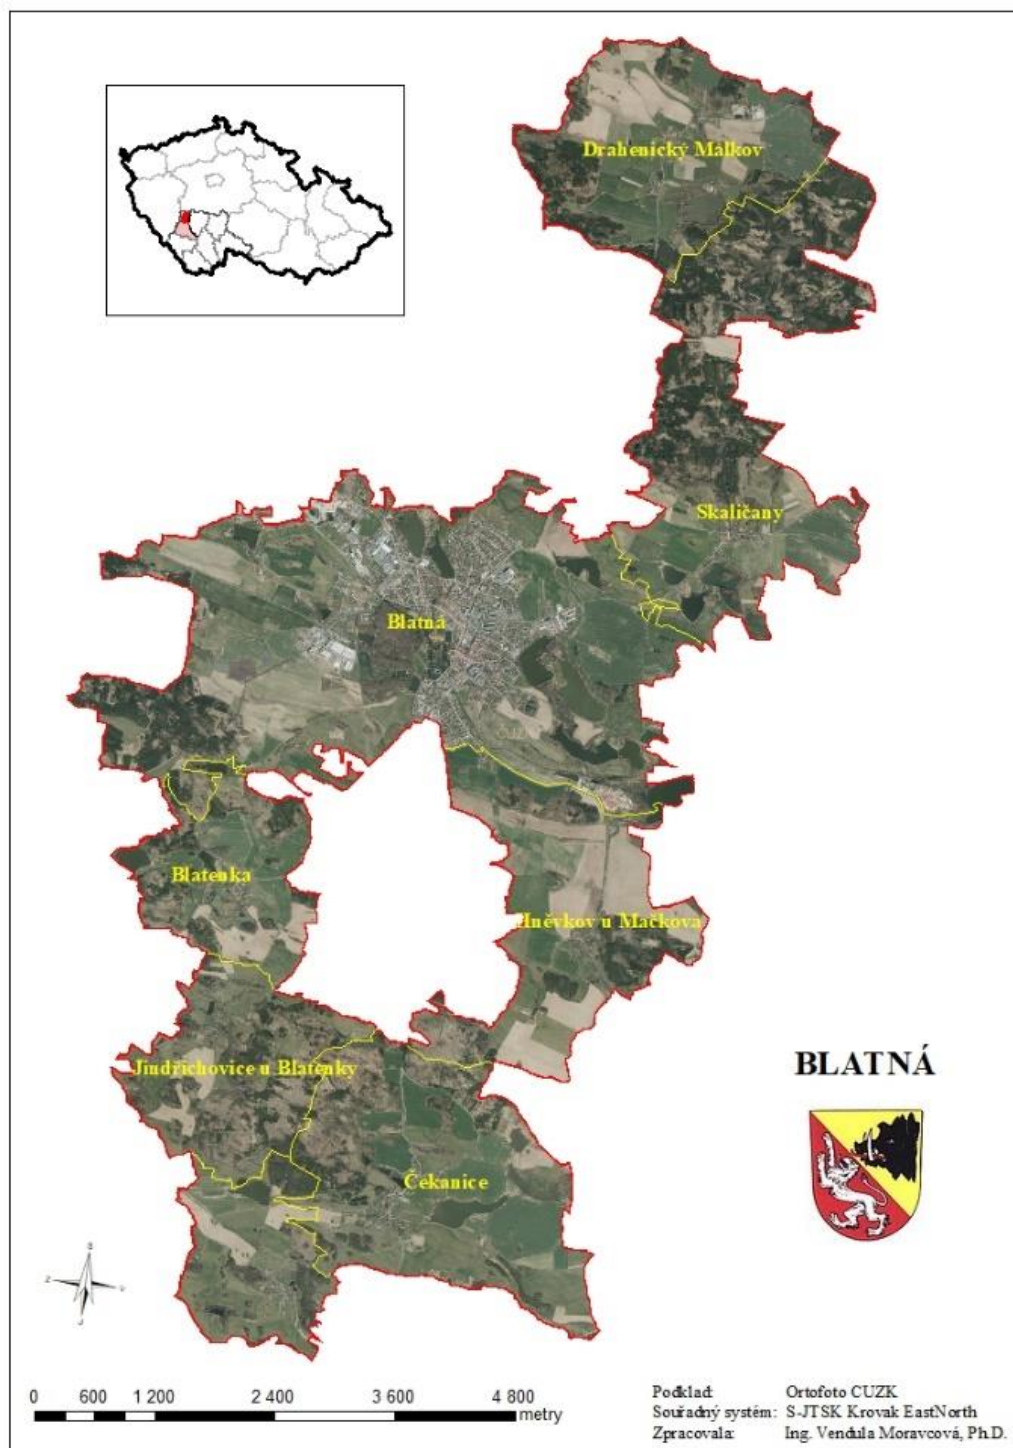 Drahenický Málkov
Skaličany
Blatná
Blatenka
Hněvkov u Mačkova
Jindřichovice u Blatenky
Čekanice
BLATNÁ
S
Z
V
J
0 600 1 200 2 400 3 600 4 800
metry
Podklad: Ortofoto CUZK
Souřadný systém: S-JTSK Krovak EastNorth
Zpracovala: Ing. Vendula Moravcová, Ph.D.